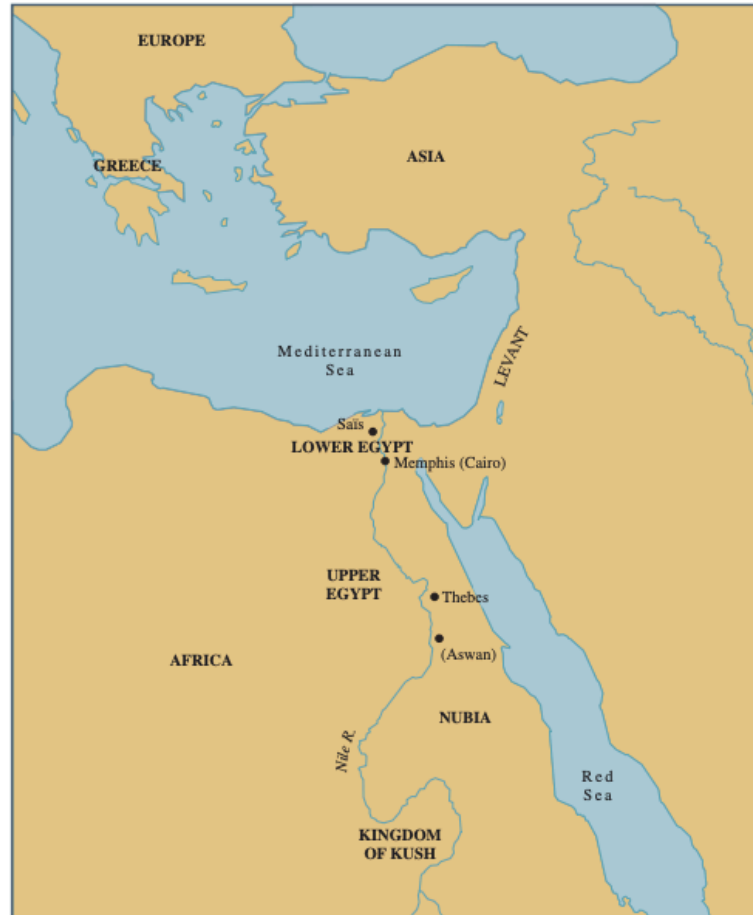 EUROPE
GREECE
ASIA
Mediterranean
Sea
LEVANT
Saïs
LOWER EGYPT
Memphis (Cairo)
UPPER
EGYPT
Thebes
(Aswan)
AFRICA
NUBIA
Nile R.
Red
Sea
KINGDOM
OF KUSH